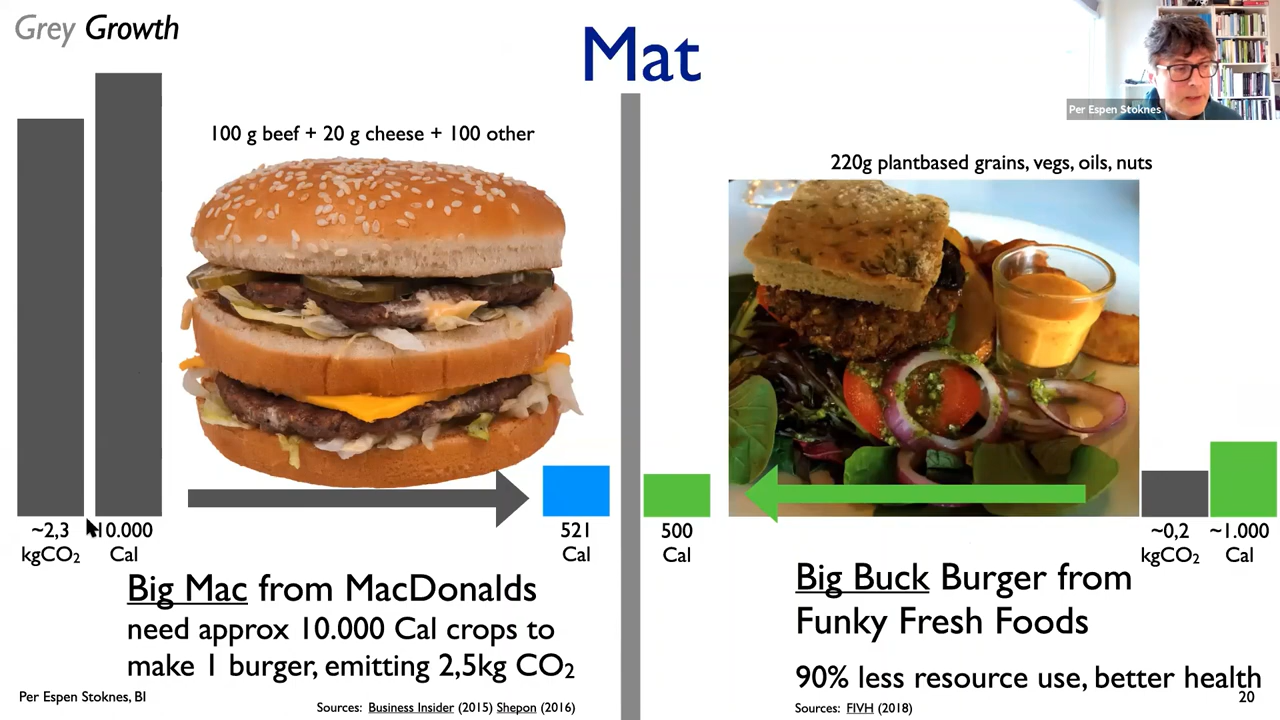 Grey Growth
Mat
Per Espen Stoknes
100 g beef + 20 g cheese + 100 other
220g plantbased grains, vegs, oils, nuts
~2,3
kgCO2
10.000
Cal
521
Cal
500
Cal
~0,2
kgCO2
~1.000
Cal
Big Mac from MacDonalds
need approx 10.000 Cal crops to
make 1 burger, emitting 2,5kg CO2
Big Buck Burger from
Funky Fresh Foods
90% less resource use, better health
Per Espen Stoknes, BI
Sources: Business Insider (2015) Shepon (2016)
Sources: FIVH (2018)
20